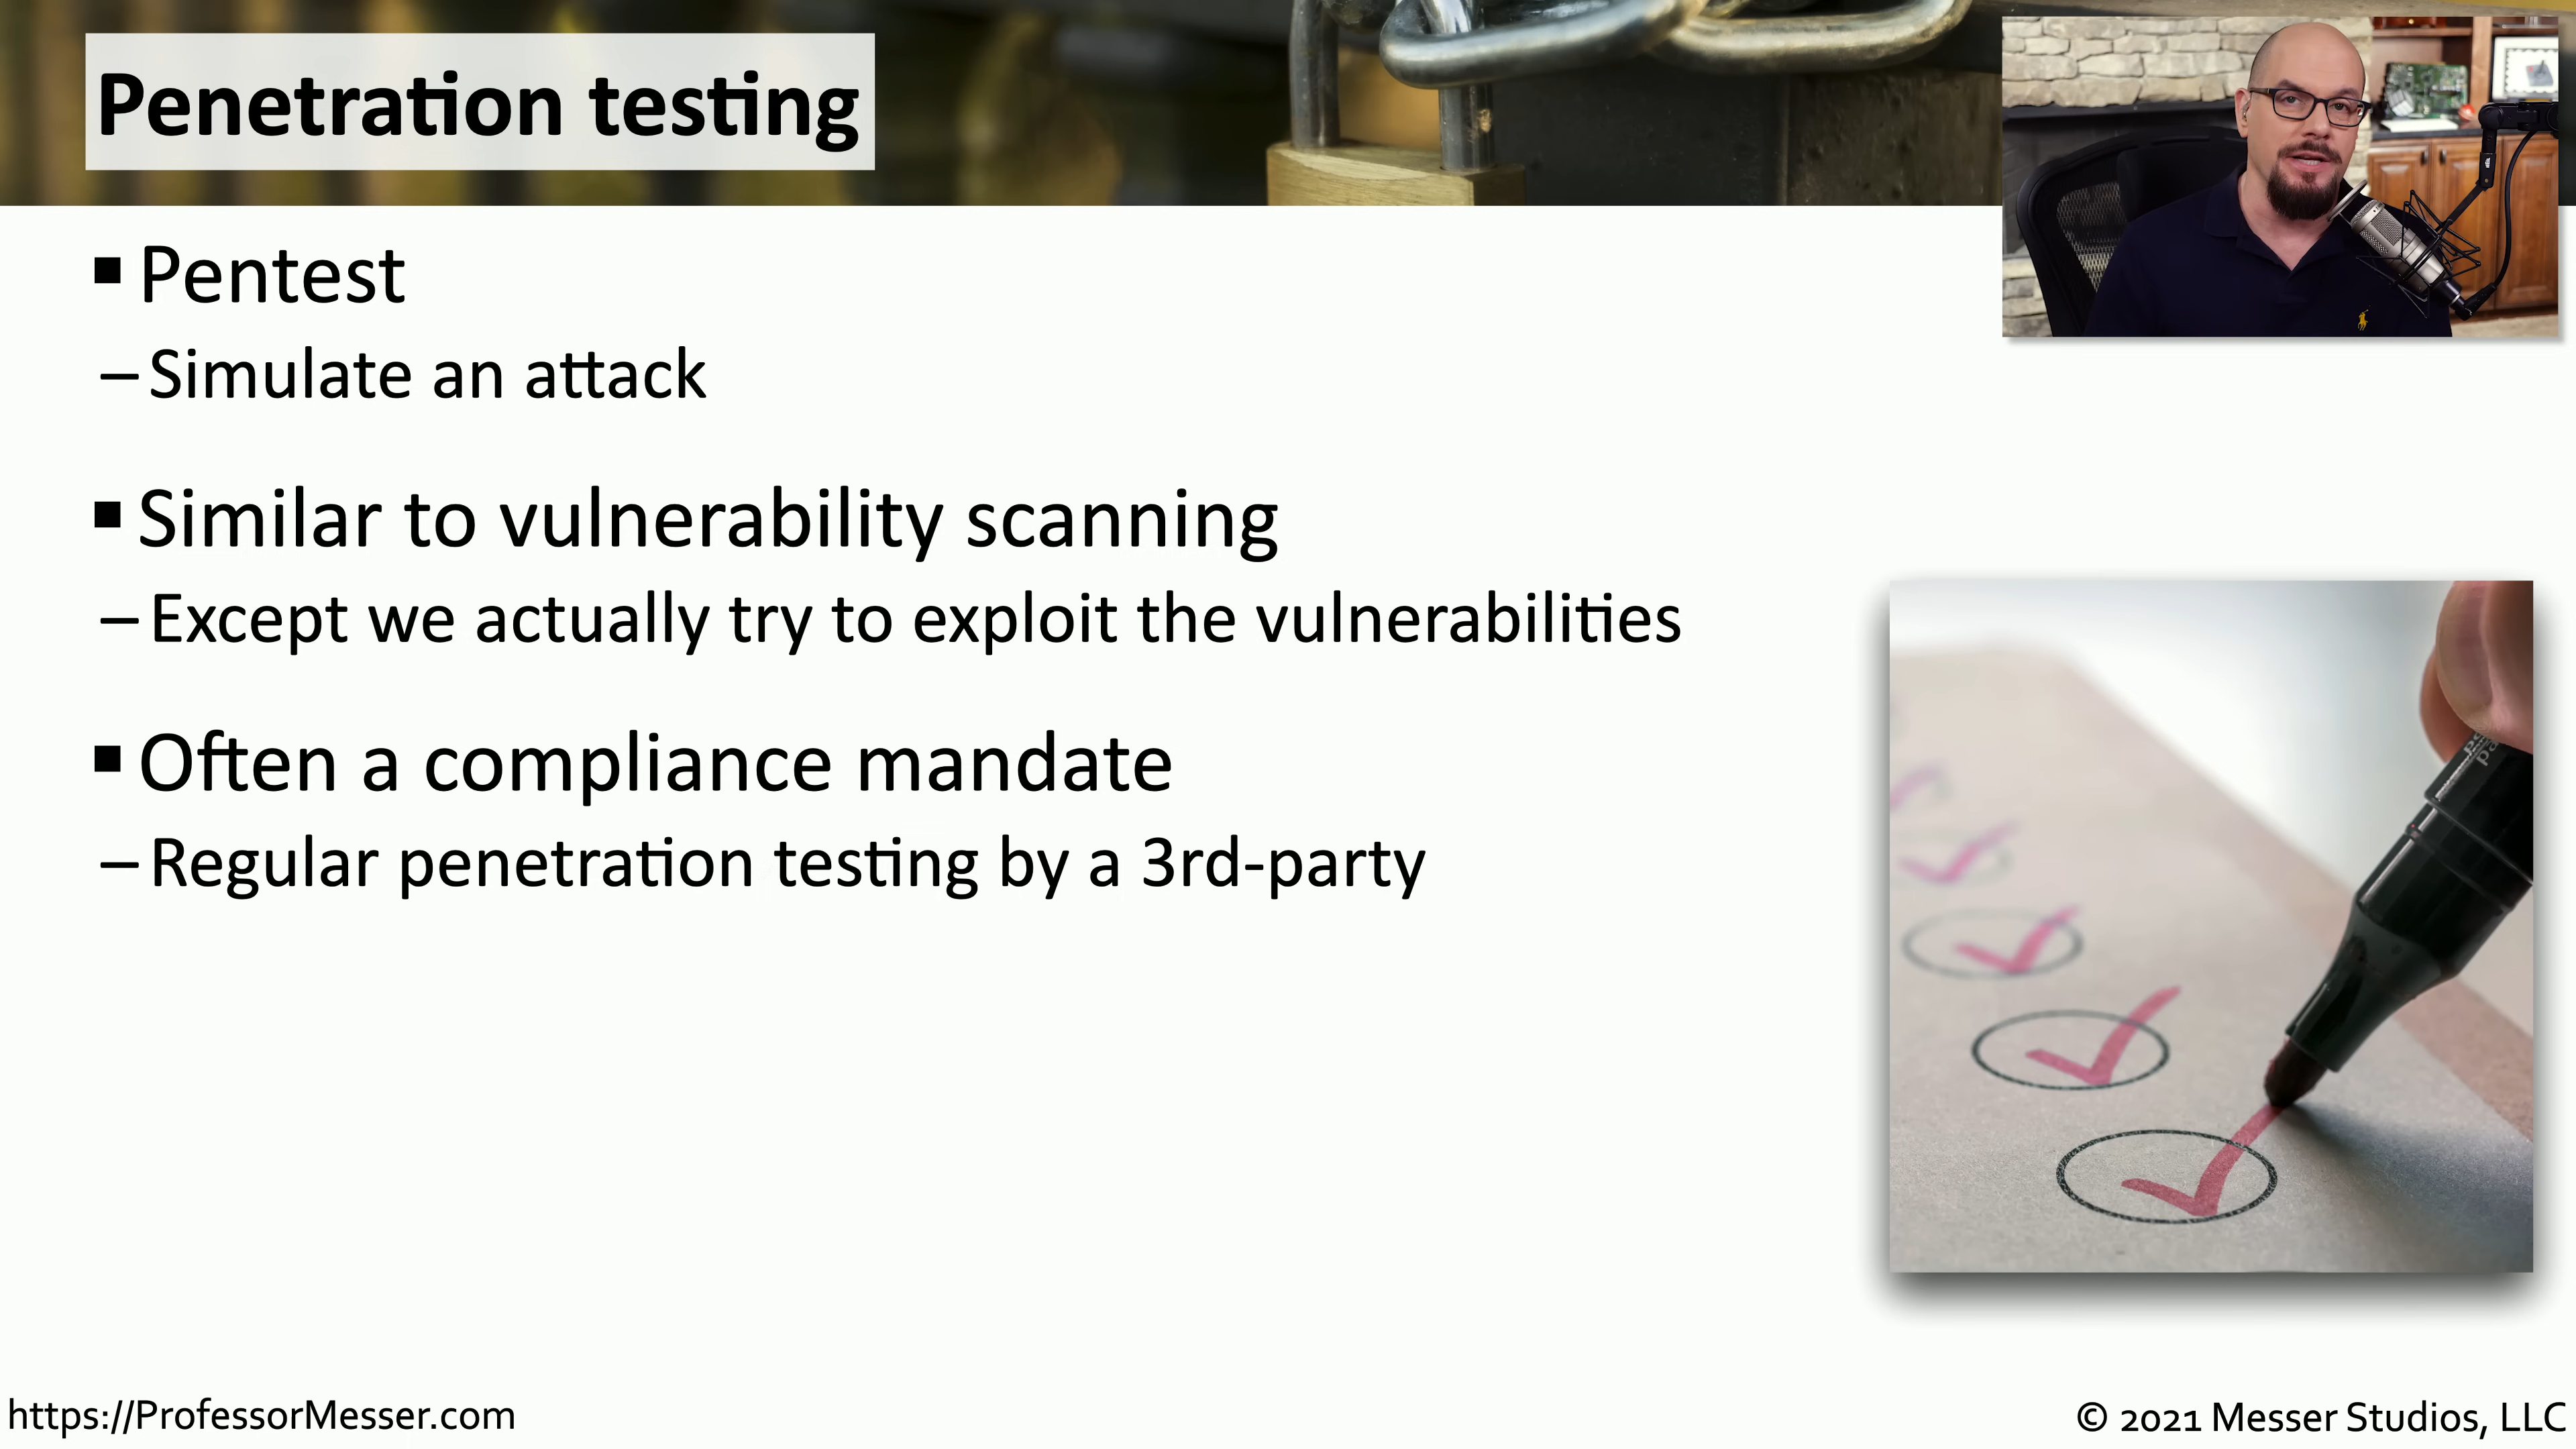 Penetration testing
▪ Pentest
– Simulate an attack
▪ Similar to vulnerability scanning
– Except we actually try to exploit the vulnerabilities
▪ Often a compliance mandate
– Regular penetration testing by a 3rd-party
https://ProfessorMesser.com
© 2021 Messer Studios, LLC